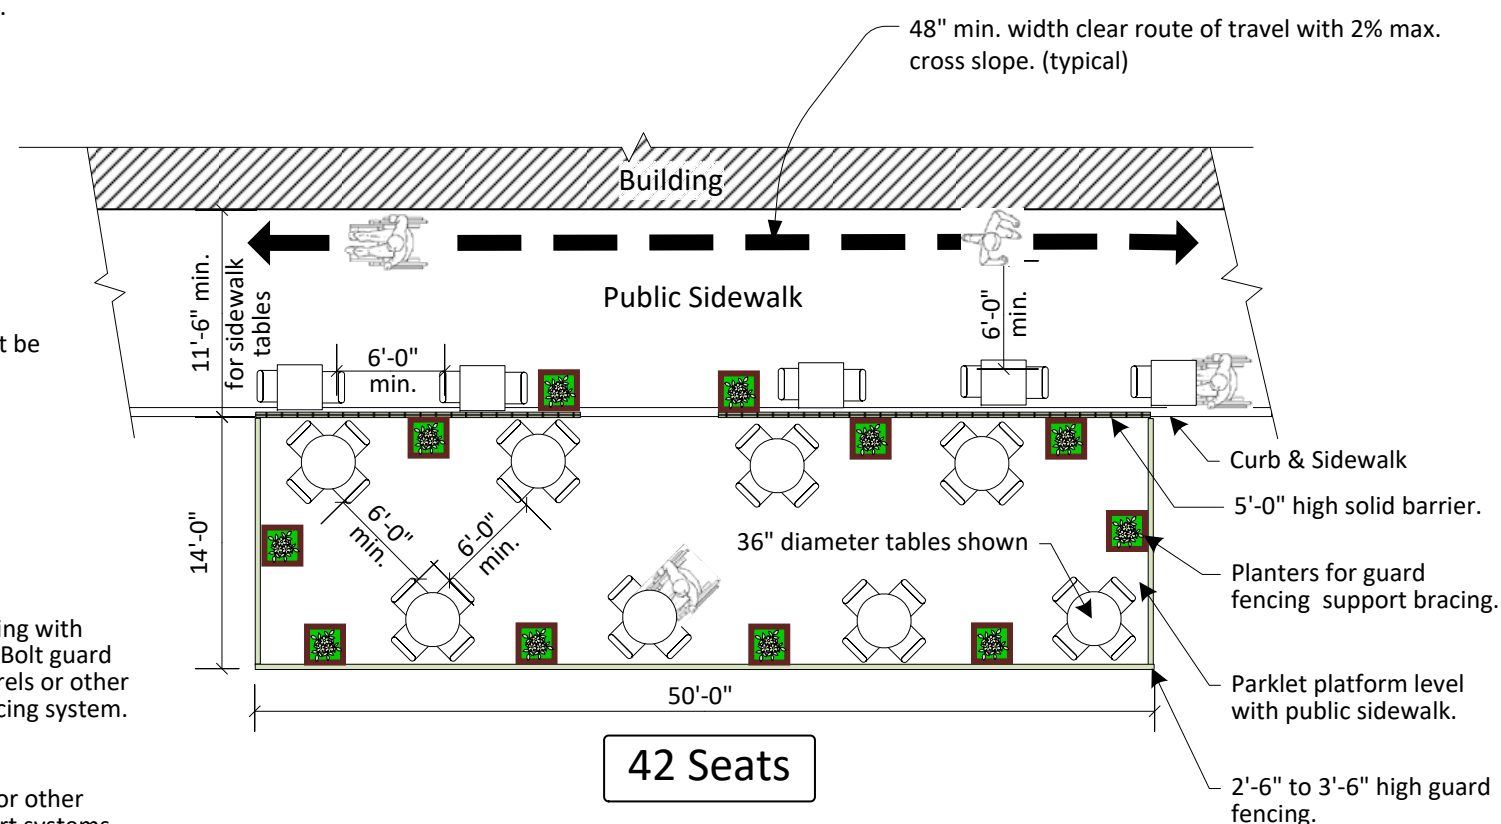 .
48" min. width clear route of travel with 2% max.
cross slope. (typical)
Building
11'-6" min.
for sidewalk
tables
Public Sidewalk
6'-0"
min.
t be
6'-0"
min.
Curb & Sidewalk
5'-0" high solid barrier.
14'-0"
6'-0"
min.
6'-0"
min.
36" diameter tables shown
Planters for guard
fencing support bracing.
ing with
Bolt guard
rels or other
cing system.
Parklet platform level
with public sidewalk.
50'-0"
42 Seats
2'-6" to 3'-6" high guard
fencing.
or other
rt systems